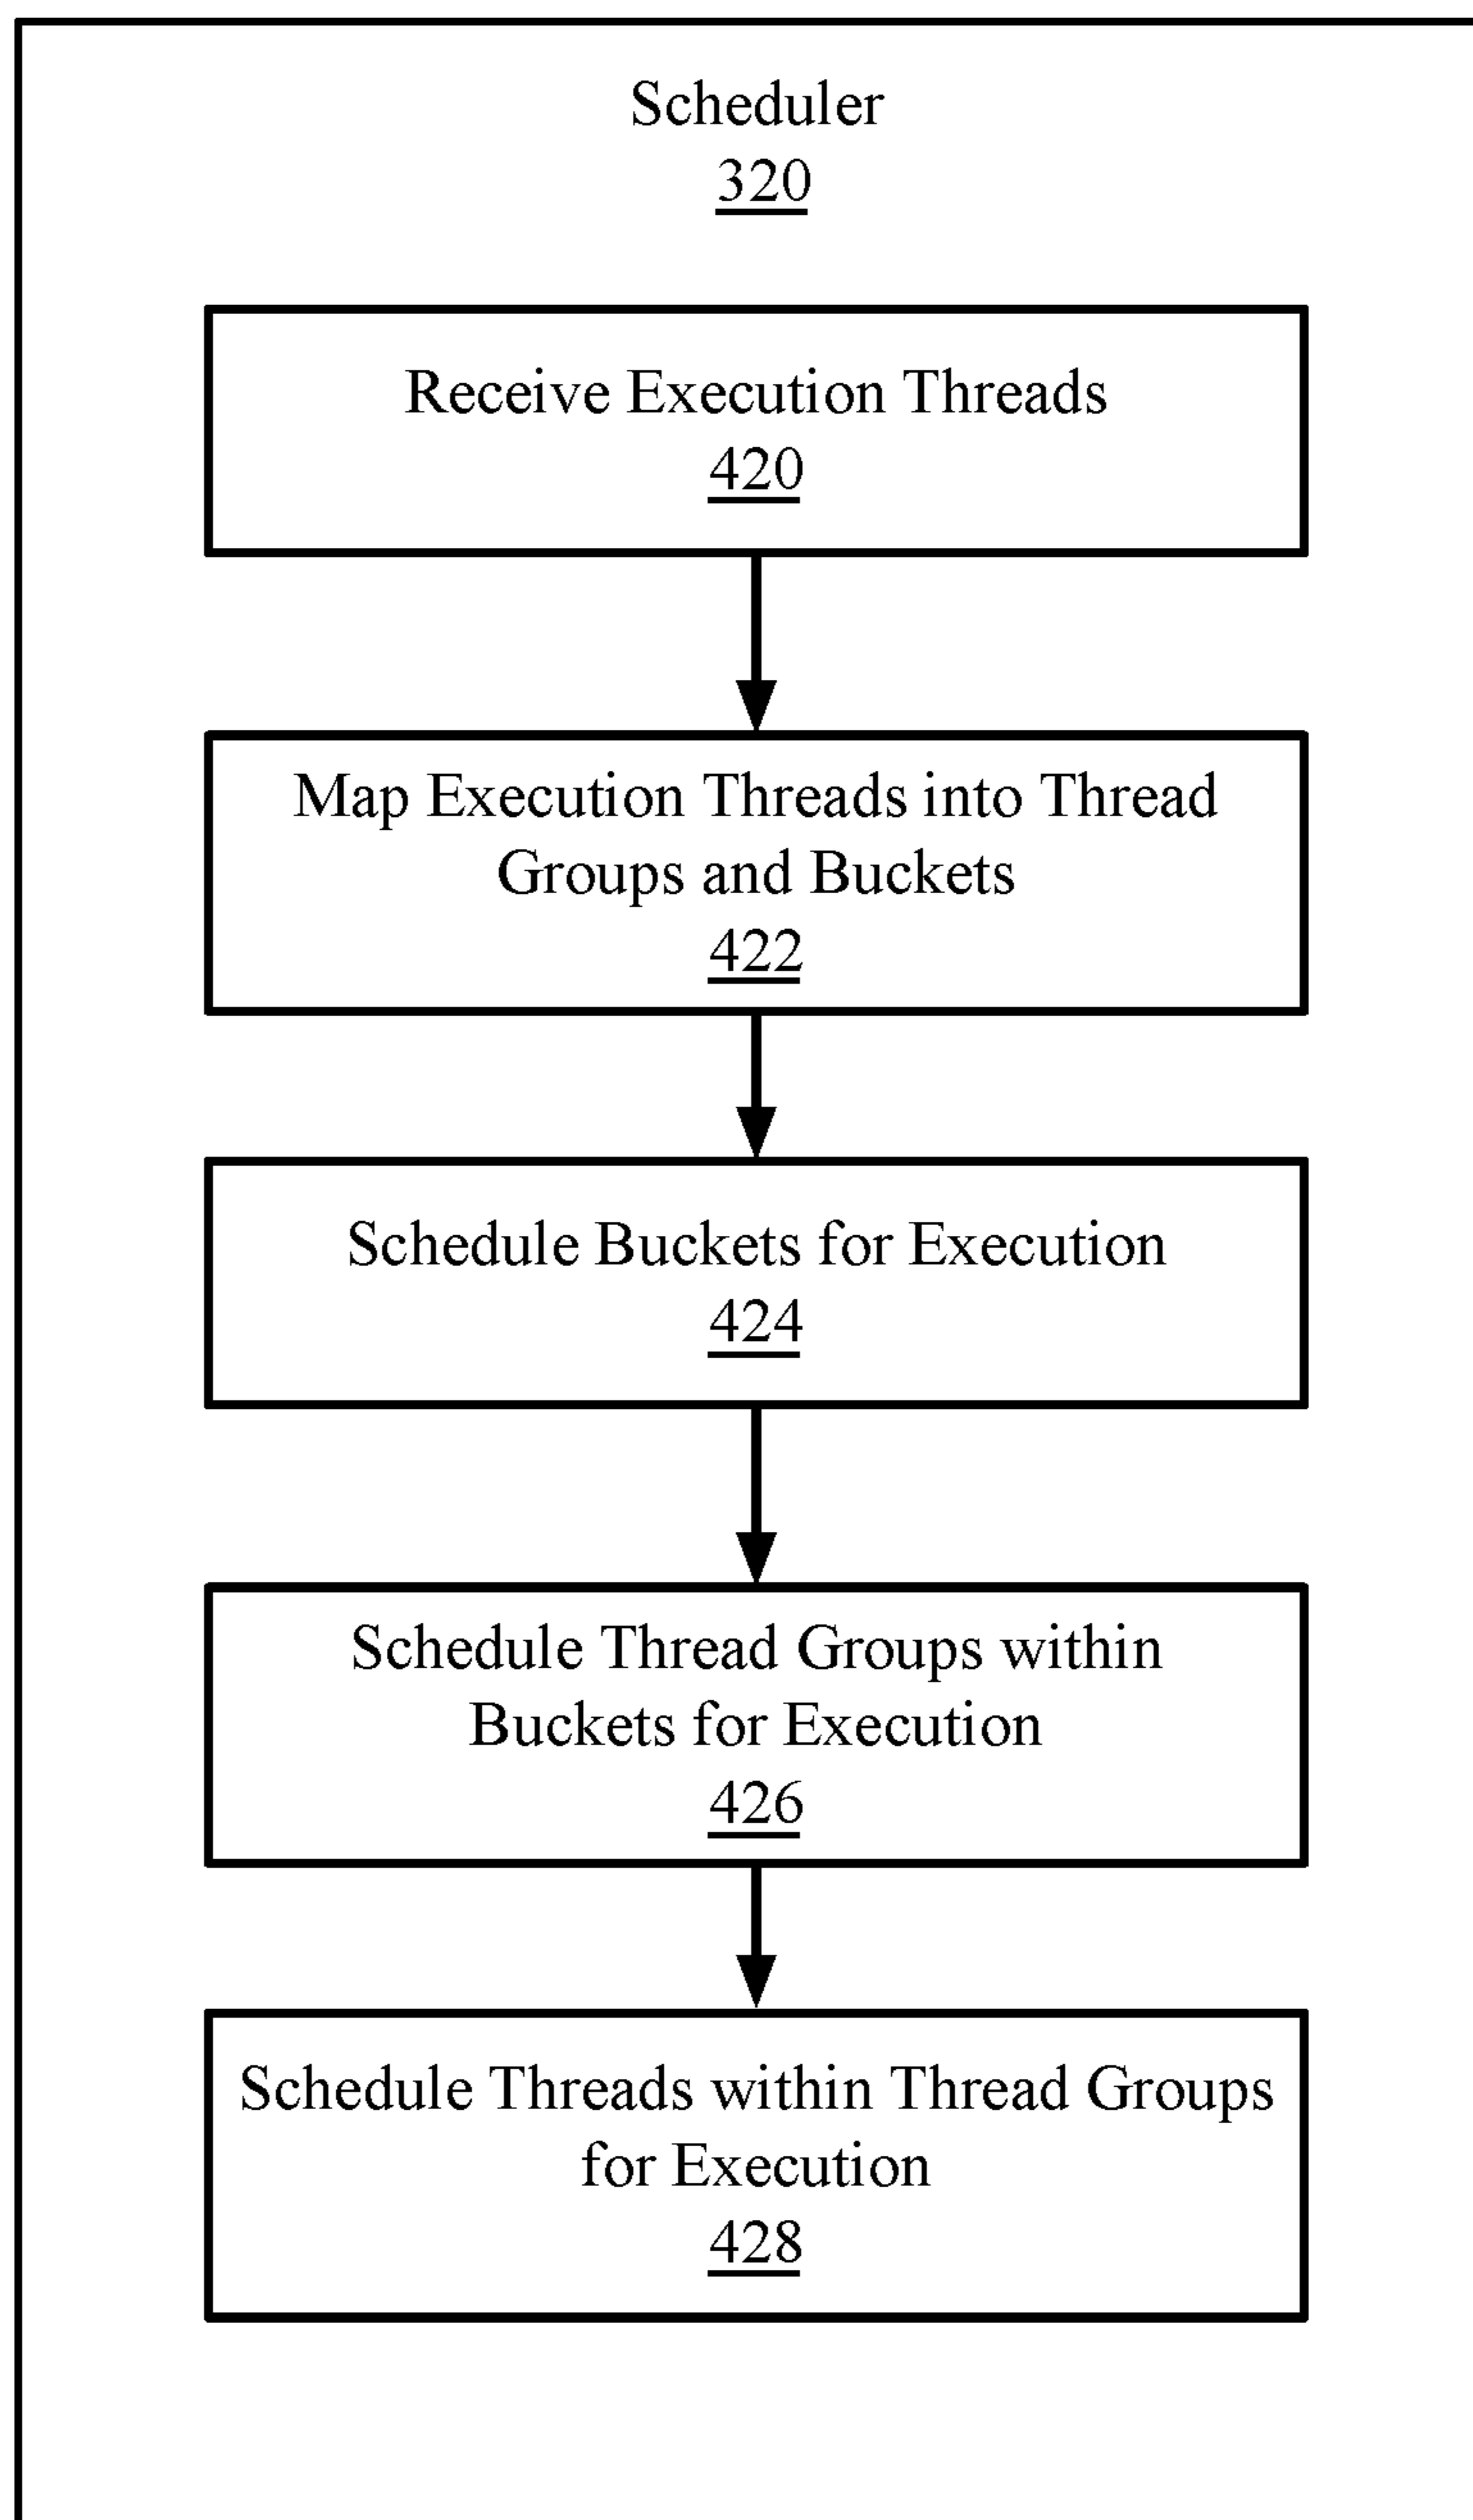 Scheduler
320
Receive Execution Threads
420
Map Execution Threads into Thread
Groups and Buckets
422
Schedule Buckets for Execution
424
Schedule Thread Groups within
Buckets for Execution
426
Schedule Threads within Thread Groups
for Execution
428